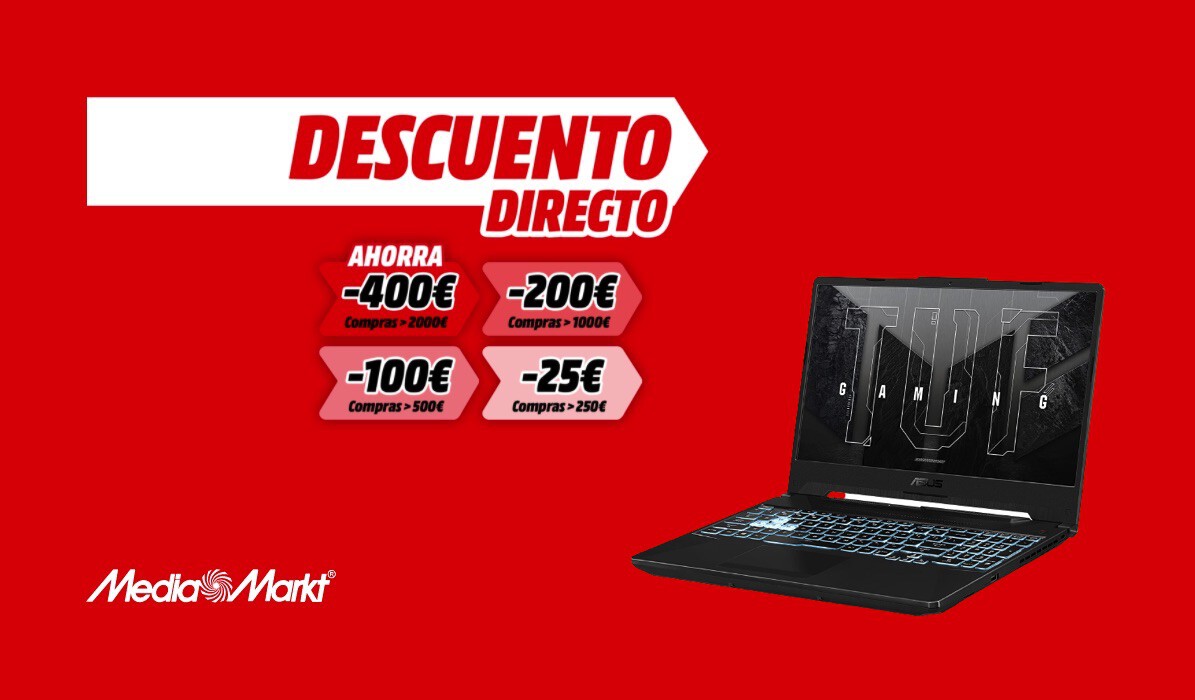 DESCUENTO
DIRECTO
AHORRA
-400€
Compras > 2000€
-200€
Compras > 1000€
-100€
Compras > 500€
-25€
Compras > 250€
TUF
GAMING
ASUS
MediaMarkt®